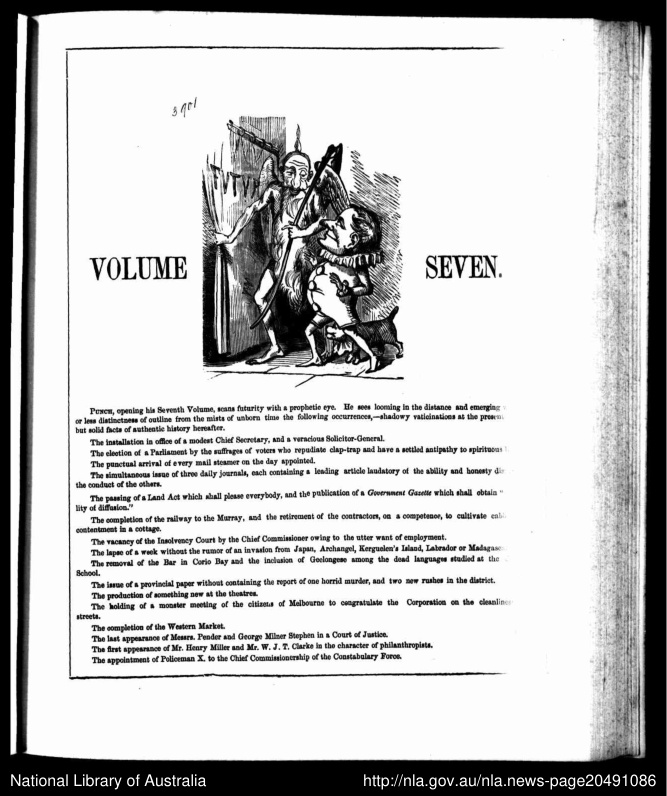 3901
FUTURI
VOLUME SEVEN.
PUNCH, opening his Seventh Volume, scans futurity with a prophetic eye. He sees looming in the distance and emerging
or less distinctness of outline from the mists of unborn time the following occurrences,—shadowy vaticinations at the present
but solid facts of authentic history hereafter.
The installation in office of a modest Chief Secretary, and a veracious Solicitor-General.
The election of a Parliament by the suffrages of voters who repudiate clap-trap and have a settled antipathy to spirituous
The punctual arrival of every mail steamer on the day appointed.
The simultaneous issue of three daily journals, each containing a leading article laudatory of the ability and honesty
the conduct of the others.
The passing of a Land Act which shall please everybody, and the publication of a Government Gazette which shall obtain "
lity of diffusion."
The completion of the railway to the Murray, and the retirement of the contractors, on a competence, to cultivate
contentment in a cottage.
The vacancy of the Insolvency Court by the Chief Commissioner owing to the utter want of employment.
The lapse of a week without the rumor of an invasion from Japan, Archangel, Kerguelen's Island, Labrador or Madagasc
The removal of the Bar in Corio Bay and the inclusion of Geelongese among the dead languages studied at the
School.
The issue of a provincial paper without containing the report of one horrid murder, and two new rushes in the district.
The production of something new at the theatres.
The holding of a monster meeting of the citizens of Melbourne to congratulate the Corporation on the cleanlines
streets.
The completion of the Western Market.
The last appearance of Messrs. Pender and George Milner Stephen in a Court of Justice.
The first appearance of Mr. Henry Miller and Mr. W. J. T. Clarke in the character of philanthropists.
The appointment of Policeman X. to the Chief Commissionership of the Constabulary Force.
National Library of Australia http://nla.gov.au/nla.news-page20491086